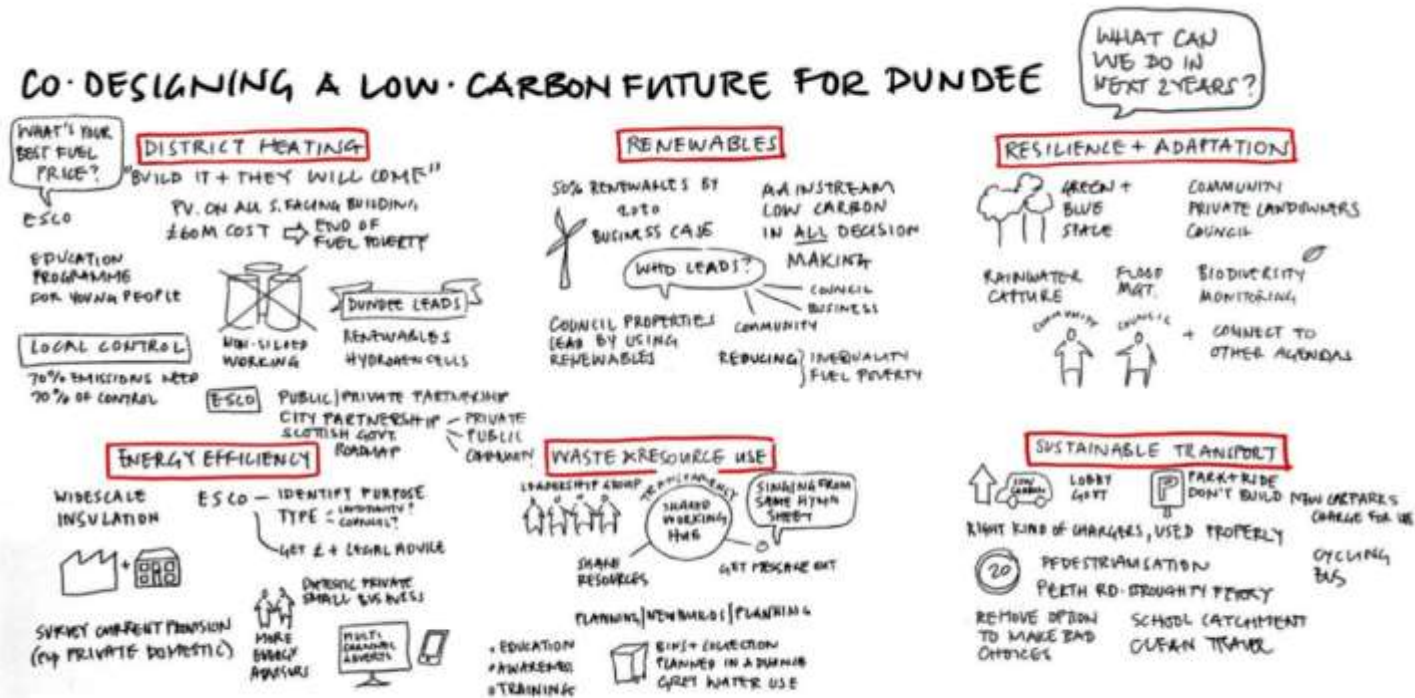 CO·DESIGNING A LOW·CARBON FUTURE FOR DUNDEE
WHAT CAN
WE DO IN
NEXT 2 YEARS?
WHAT'S YOUR
BEST FUEL
PRICE?
ESCO
EDUCATION
PROGRAMME
FOR YOUNG PEOPLE
LOCAL CONTROL
70% EMISSIONS NEED
70% OF CONTROL
DISTRICT HEATING
"BUILD IT + THEY WILL COME"
PV. ON ALL S. FACING BUILDING
£60M COST ⇨ END OF
FUEL POVERTY
NON-SILOED
WORKING
DUNDEE LEADS
RENEWABLES
HYDROGEN CELLS
ESCO
PUBLIC/PRIVATE PARTNERSHIP
CITY PARTNERSHIP
SCOTTISH GOVT.
ROADMAP
PRIVATE
PUBLIC
COMMUNITY
RENEWABLES
50% RENEWABLES BY
BUSINESS CASE
MAINSTREAM
LOW CARBON
IN ALL DECISION
MAKING
WHO LEADS?
COUNCIL
BUSINESS
COMMUNITY
COUNCIL PROPERTIES
LEAD BY USING
RENEWABLES
REDUCING } INEQUALITY
FUEL POVERTY
RESILIENCE + ADAPTATION
GREEN +
BLUE
SPACE
COMMUNITY
PRIVATE LANDOWNERS
COUNCIL
RAINWATER
CAPTURE
FLOOD
MGT.
BIODIVERSITY
MONITORING
COMMUNITY
COUNCIL
+ CONNECT TO
OTHER AGENDAS
ENERGY EFFICIENCY
WIDESCALE
INSULATION
ESCO — IDENTIFY PURPOSE
TYPE = COMMUNITY?
COUNCIL?
GET £ + LEGAL ADVICE
+
SURVEY CURRENT PROVISION
(eg PRIVATE DOMESTIC)
DOMESTIC PRIVATE
SMALL BUSINESS
MORE
ENERGY
ADVISORS
MULTI
CHANNEL
ADVERTS
WASTE & RESOURCE USE
LEADERSHIP GROUP
TRANSPARENCY
SHARED
WORKING
HUB
SINGING FROM
SAME HYMN
SHEET
SHARE
RESOURCES
GET MESSAGE OUT
PLANNING/NEW BUILDS/PLANNING
• EDUCATION
• AWARENESS
• TRAINING
BINS + COLLECTION
PLANNED IN ADVANCE
GREY WATER USE
SUSTAINABLE TRANSPORT
LOW
CARBON
LOBBY
GOVT
P
PARK + RIDE
DON'T BUILD NEW CARPARKS
CHARGE FOR USE
RIGHT KIND OF CHARGERS, USED PROPERLY
20
PEDESTRIANISATION
PERTH RD. BROUGHTY FERRY
CYCLING
BUS
REMOVE OPTION
TO MAKE BAD
CHOICES
SCHOOL CATCHMENT
CLEAN TRAVEL